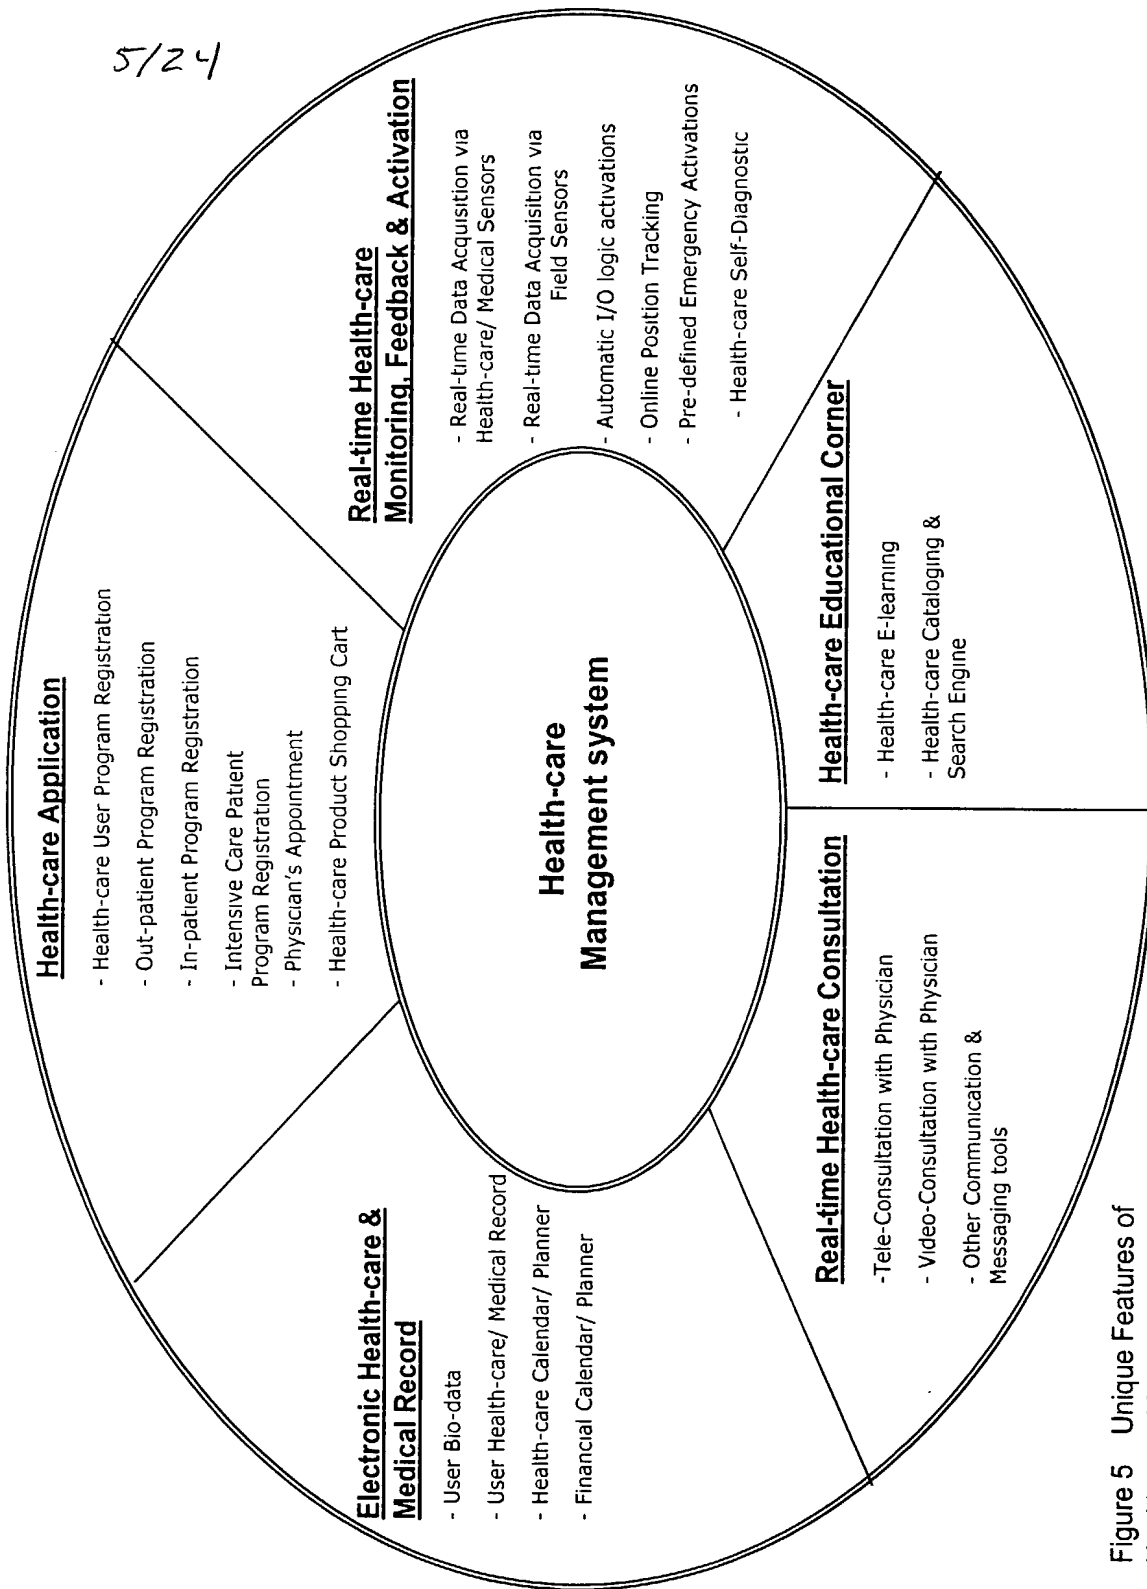 5/24
Health-care Application
- Health-care User Program Registration
- Out-patient Program Registration
- In-patient Program Registration
- Intensive Care Patient
Program Registration
- Physician's Appointment
- Health-care Product Shopping Cart
Real-time Health-care
Monitoring, Feedback & Activation
- Real-time Data Acquisition via
Health-care/ Medical Sensors
- Real-time Data Acquisition via
Field Sensors
- Automatic I/O logic activations
- Online Position Tracking
- Pre-defined Emergency Activations
- Health-care Self-Diagnostic
Electronic Health-care &
Medical Record
- User Bio-data
- User Health-care/ Medical Record
- Health-care Calendar/ Planner
- Financial Calendar/ Planner
Health-care
Management system
Real-time Health-care Consultation
-Tele-Consultation with Physician
- Video-Consultation with Physician
- Other Communication &
Messaging tools
Health-care Educational Corner
- Health-care E-learning
- Health-care Cataloging &
Search Engine
Figure 5 Unique Features of